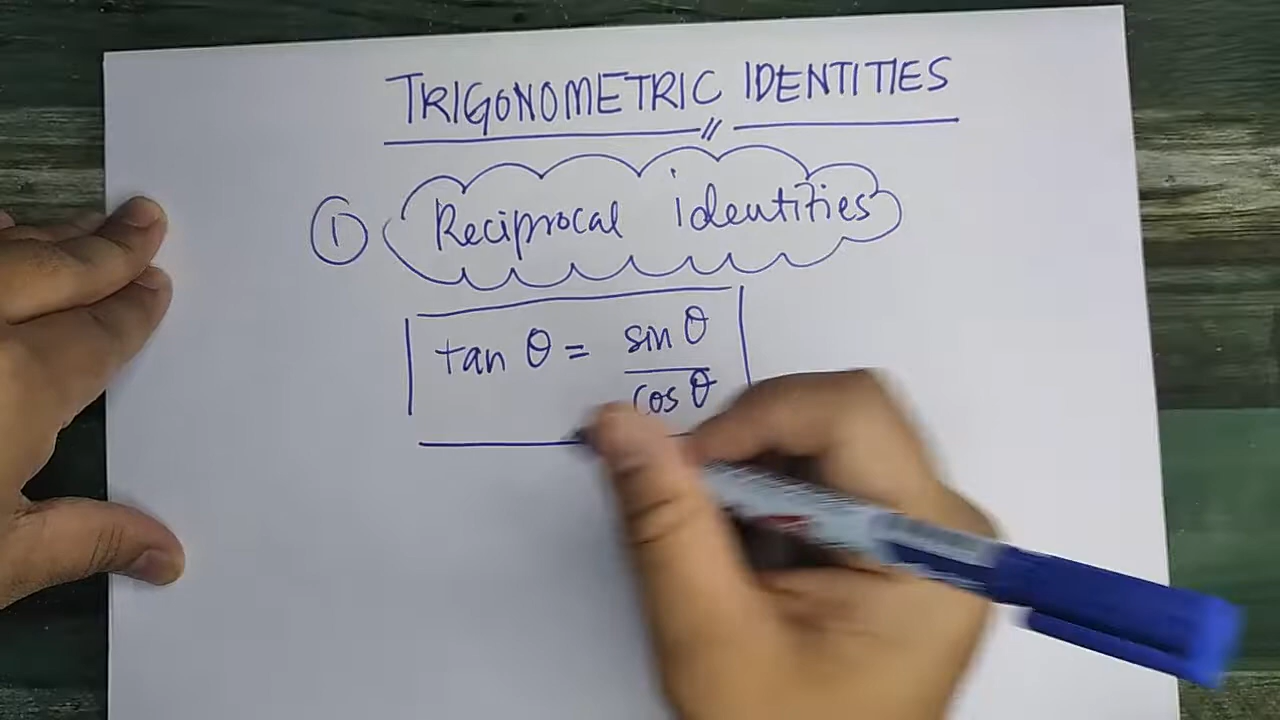 TRIGONOMETRIC IDENTITIES
① Reciprocal identities
tan θ = sin θ / cos θ